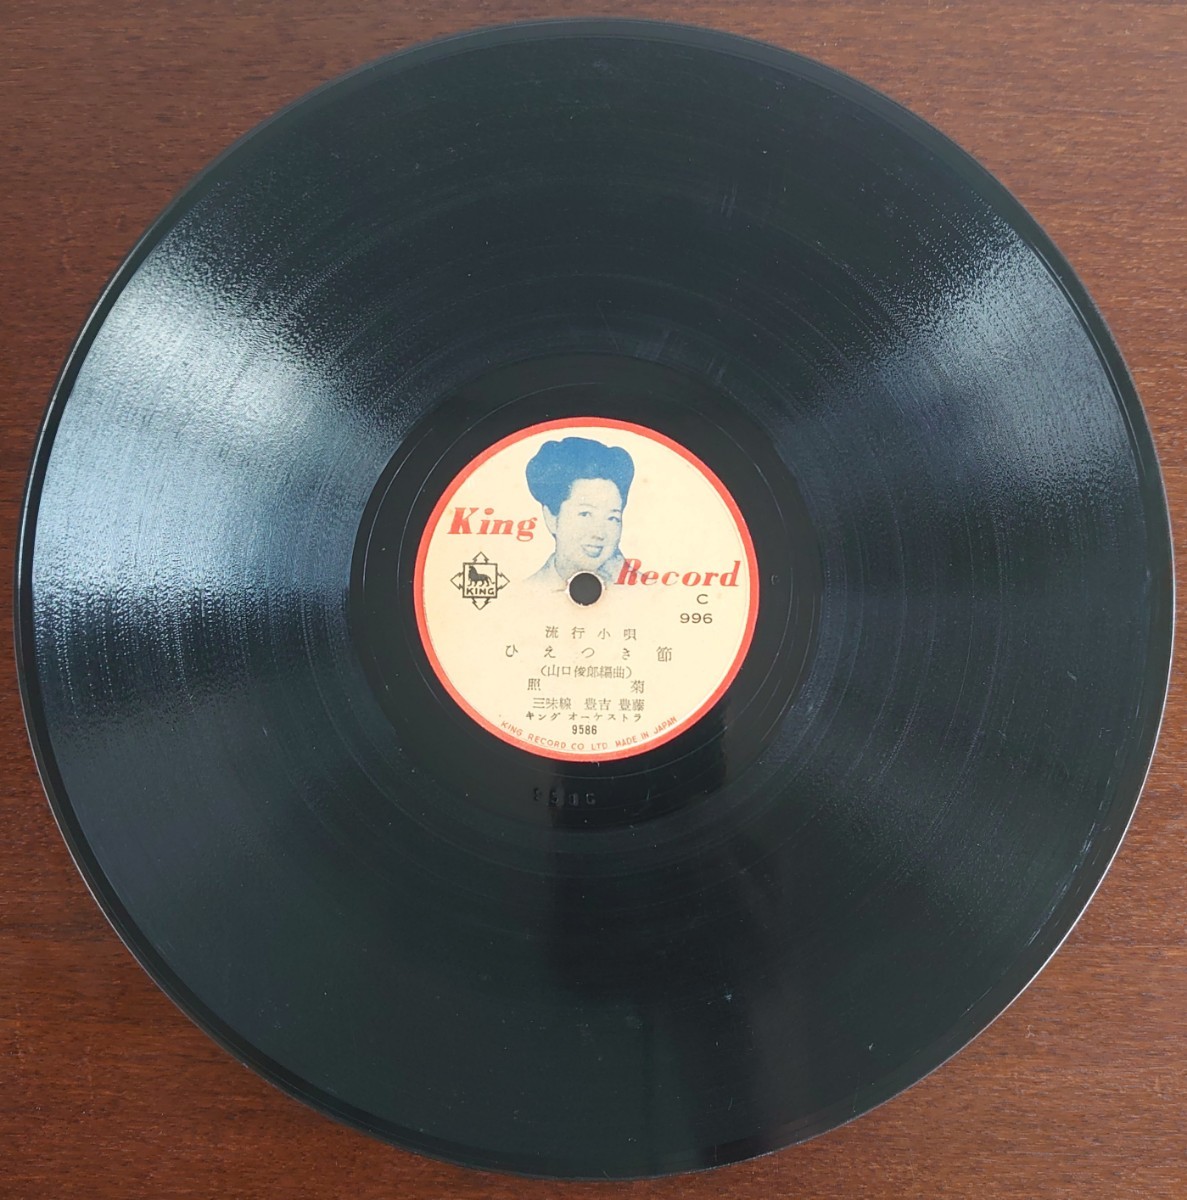 King
Record
KING
C
996
流行小唄
ひえつき節
(山口俊郎編曲)
照菊
三味線 豊吉 豊藤
キングオーケストラ
9586
KING RECORD CO LTD MADE IN JAPAN